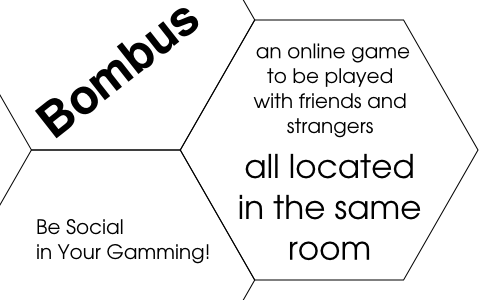 Bombus
an online game
to be played
with friends and
strangers
all located
in the same
room
Be Social
in Your Gamming!